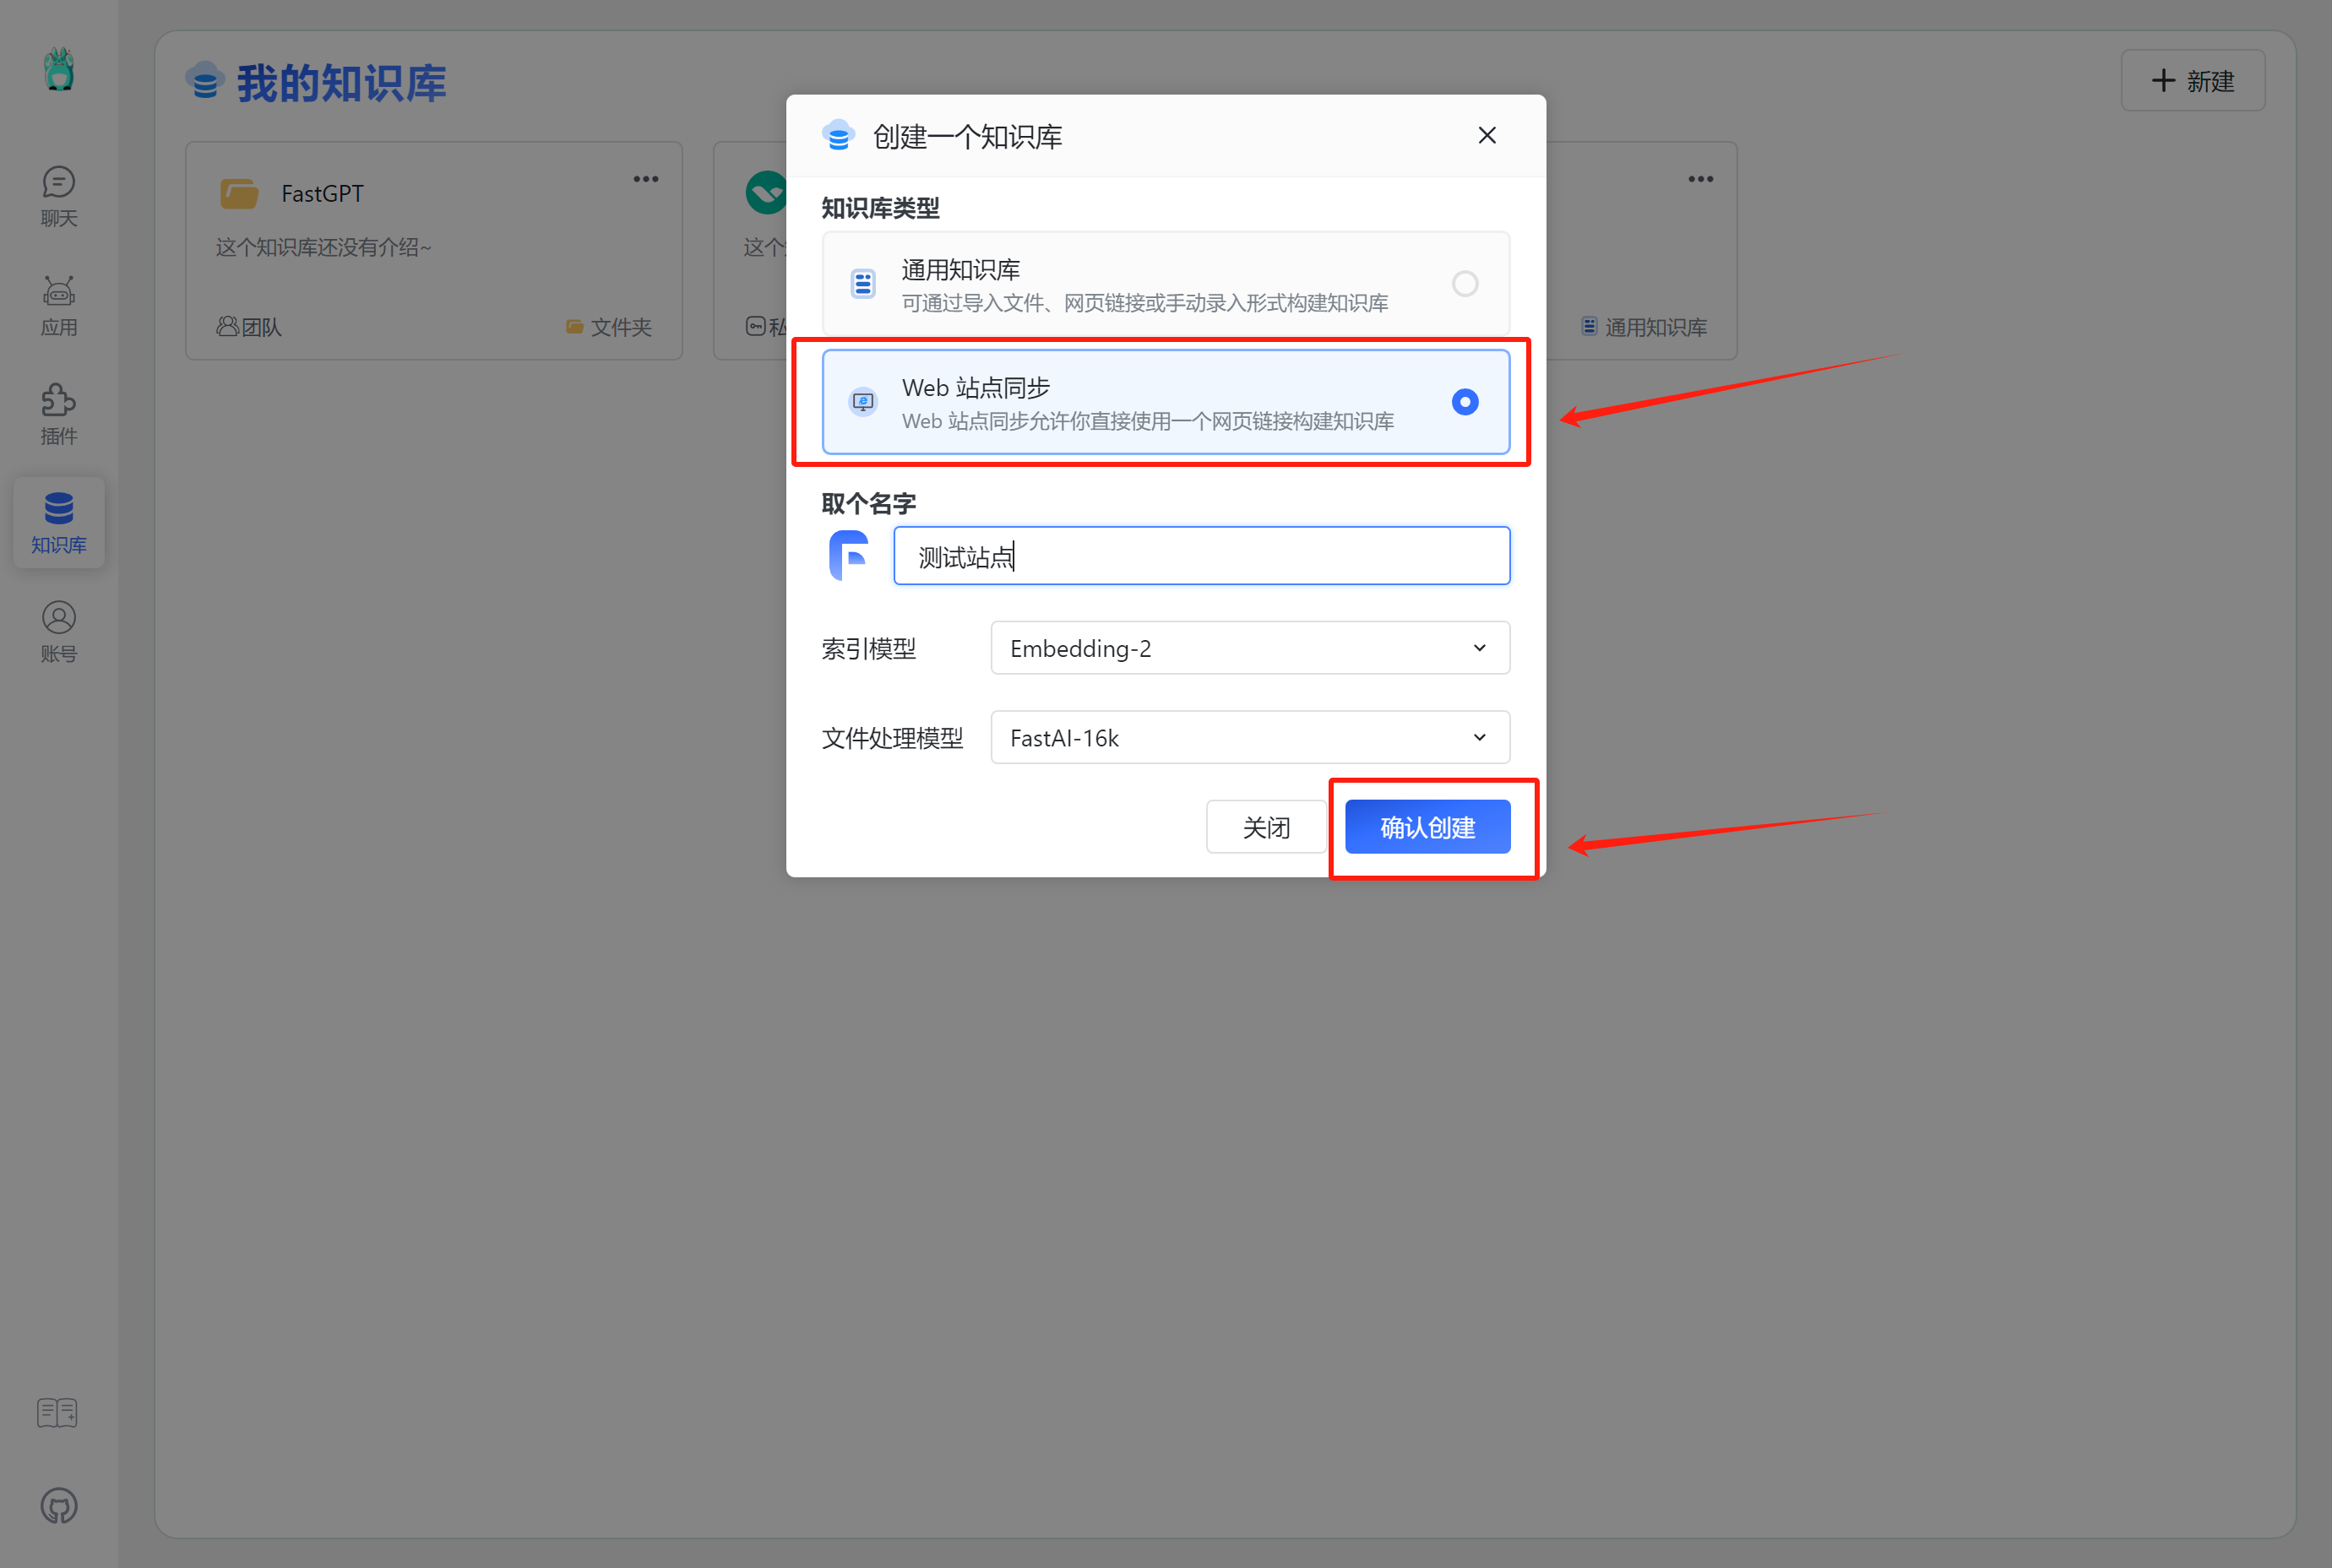 我的知识库
新建
聊天
应用
插件
知识库
账号
FastGPT
这个知识库还没有介绍~
团队
文件夹
这个
私
通用知识库
创建一个知识库
知识库类型
通用知识库
可通过导入文件、网页链接或手动录入形式构建知识库
Web 站点同步
Web 站点同步允许你直接使用一个网页链接构建知识库
取个名字
测试站点
索引模型
Embedding-2
文件处理模型
FastAI-16k
关闭
确认创建